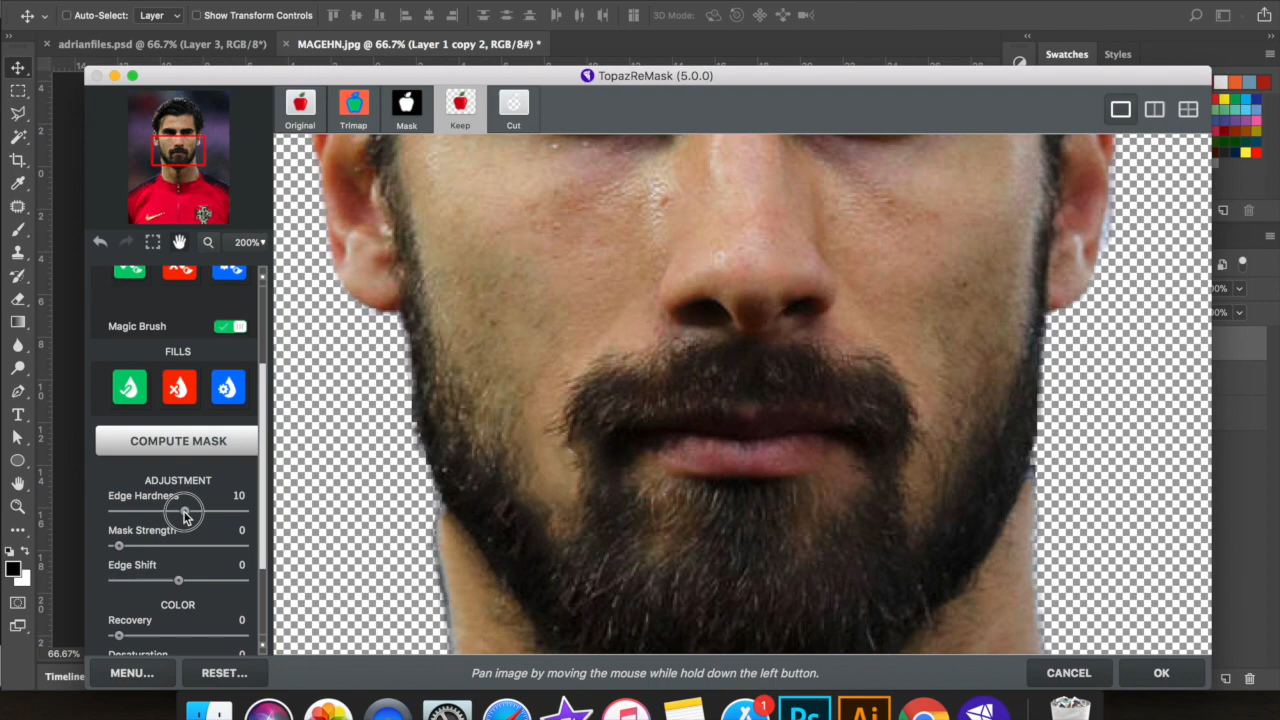 Auto-Select: Layer Show Transform Controls 3D Mode:
adrianfiles.psd @ 66.7% (Layer 3, RGB/8*) MAGEHN.jpg @ 66.7% (Layer 1 copy 2, RGB/8#) * Swatches Styles
TopazReMask (5.0.0)
Original Trimap Mask Keep Cut
200%
Magic Brush
FILLS
COMPUTE MASK
ADJUSTMENT
Edge Hardness 10
Mask Strength 0
Edge Shift 0
COLOR
Recovery 0
66.67%
Timeline
MENU... RESET... Pan image by moving the mouse while hold down the left button. CANCEL OK
1
Ps Ai